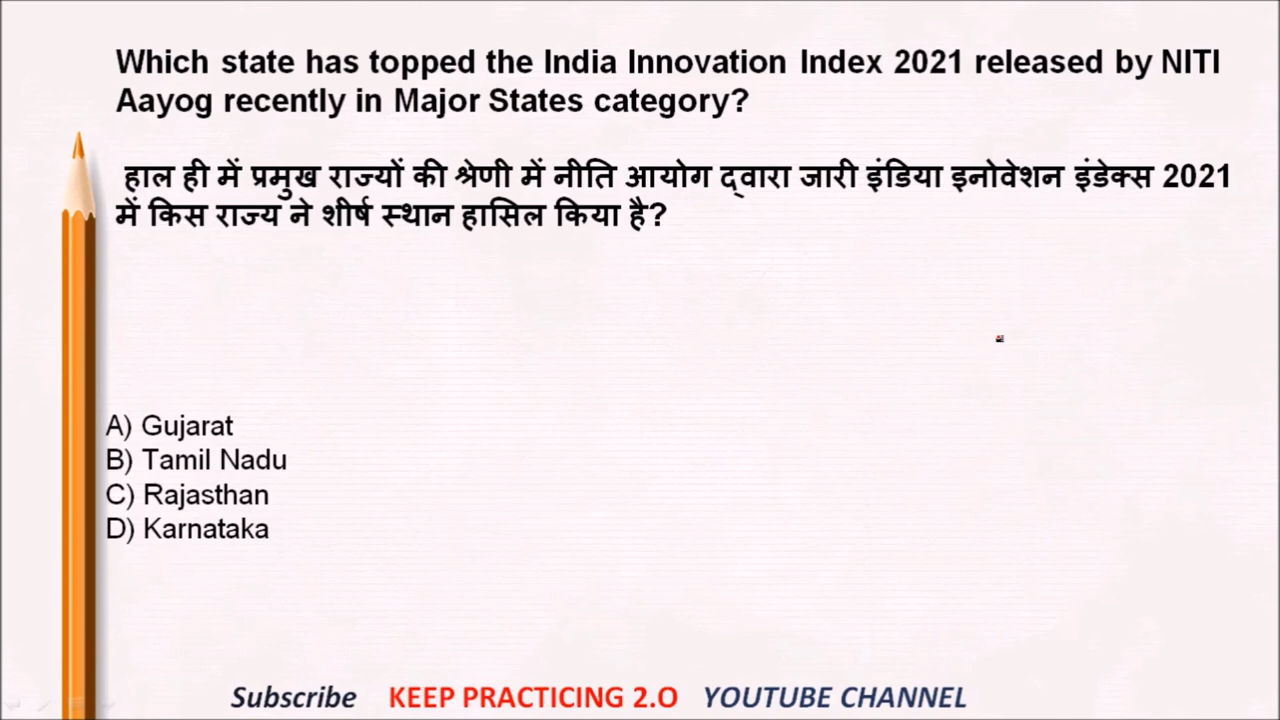 Which state has topped the India Innovation Index 2021 released by NITI
Aayog recently in Major States category?
हाल ही में प्रमुख राज्यों की श्रेणी में नीति आयोग द्वारा जारी इंडिया इनोवेशन इंडेक्स 2021
में किस राज्य ने शीर्ष स्थान हासिल किया है?
A) Gujarat
B) Tamil Nadu
C) Rajasthan
D) Karnataka
Subscribe KEEP PRACTICING 2.O YOUTUBE CHANNEL